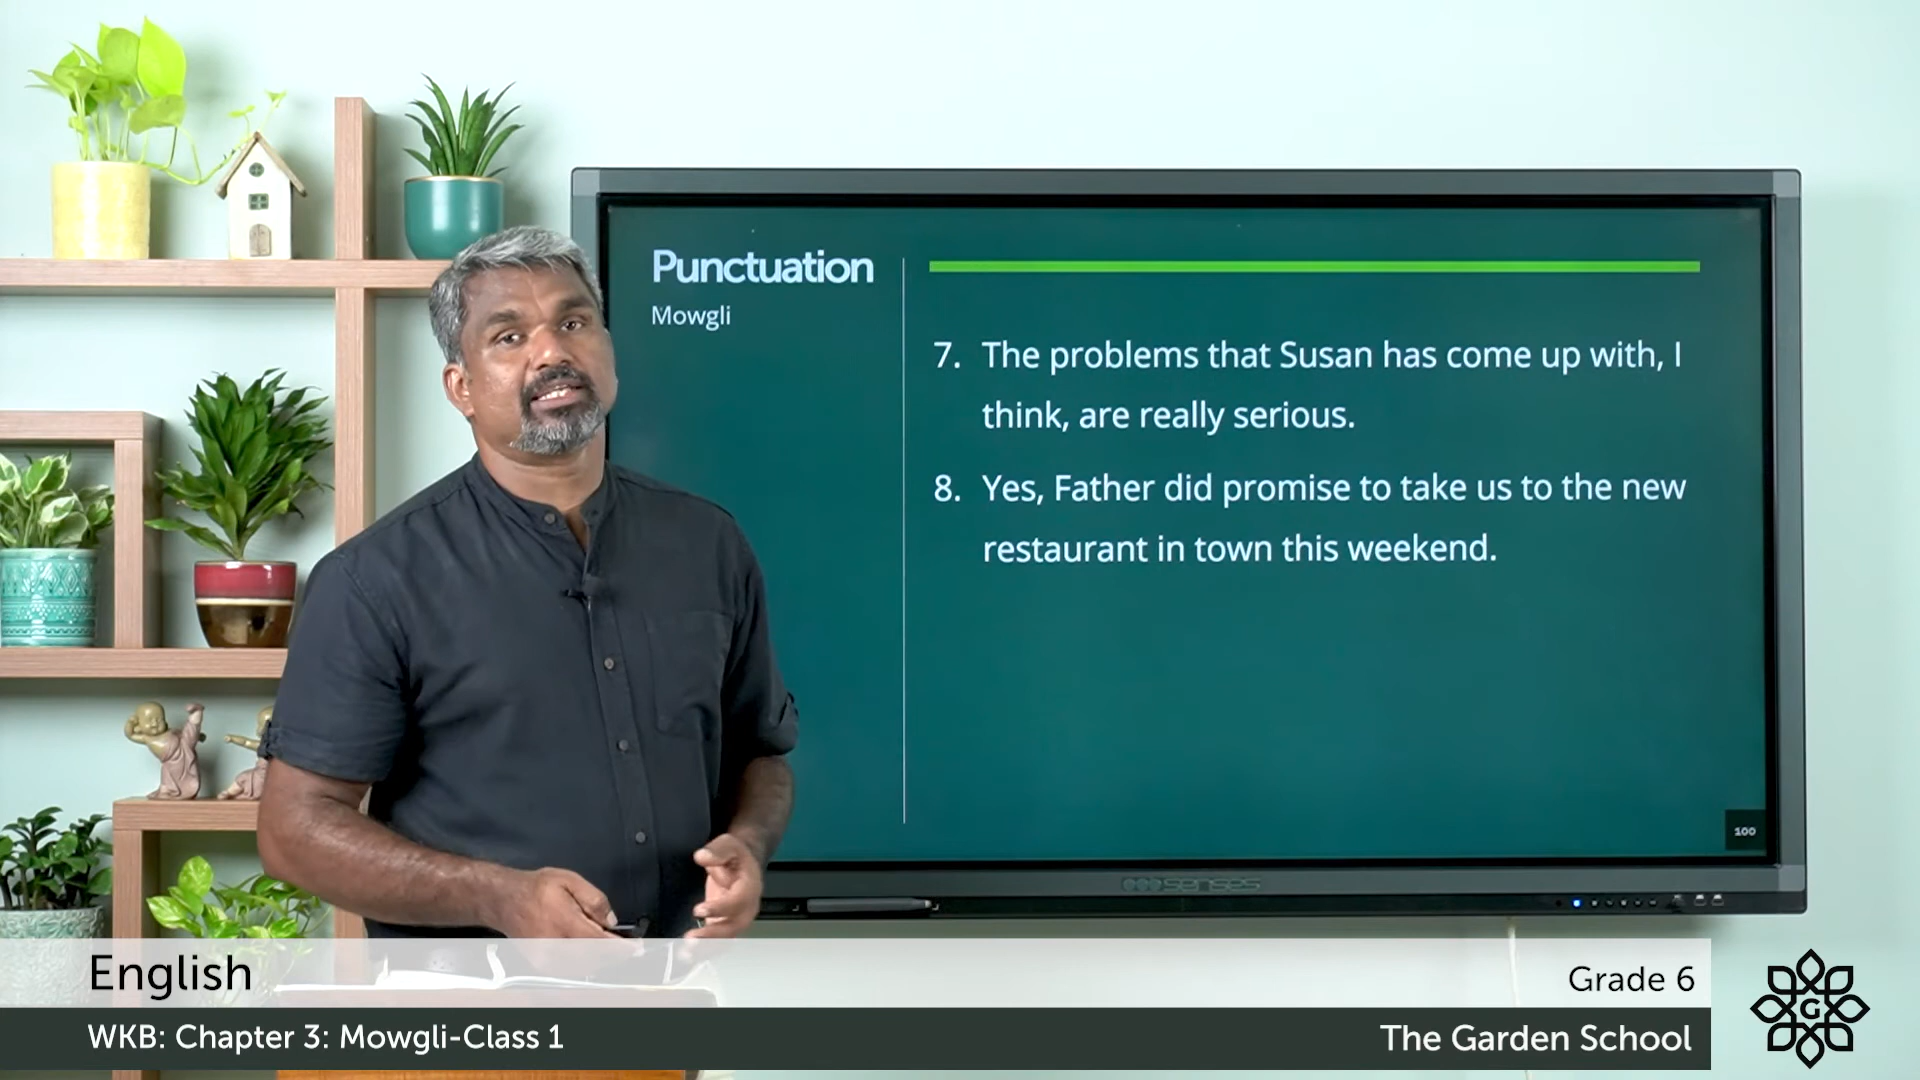 Punctuation
Mowgli
7. The problems that Susan has come up with, I
think, are really serious.
8. Yes, Father did promise to take us to the new
restaurant in town this weekend.
100
senses
English
Grade 6
WKB: Chapter 3: Mowgli-Class 1
The Garden School
G